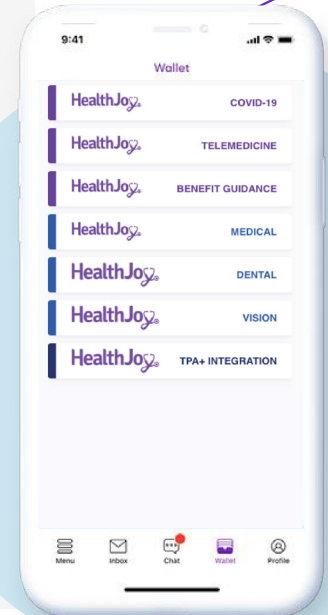 9:41
Wallet
HealthJoy. COVID-19
HealthJoy. TELEMEDICINE
HealthJoy. BENEFIT GUIDANCE
HealthJoy. MEDICAL
HealthJoy. DENTAL
HealthJoy. VISION
HealthJoy. TPA+ INTEGRATION
Menu Inbox Chat Wallet Profile